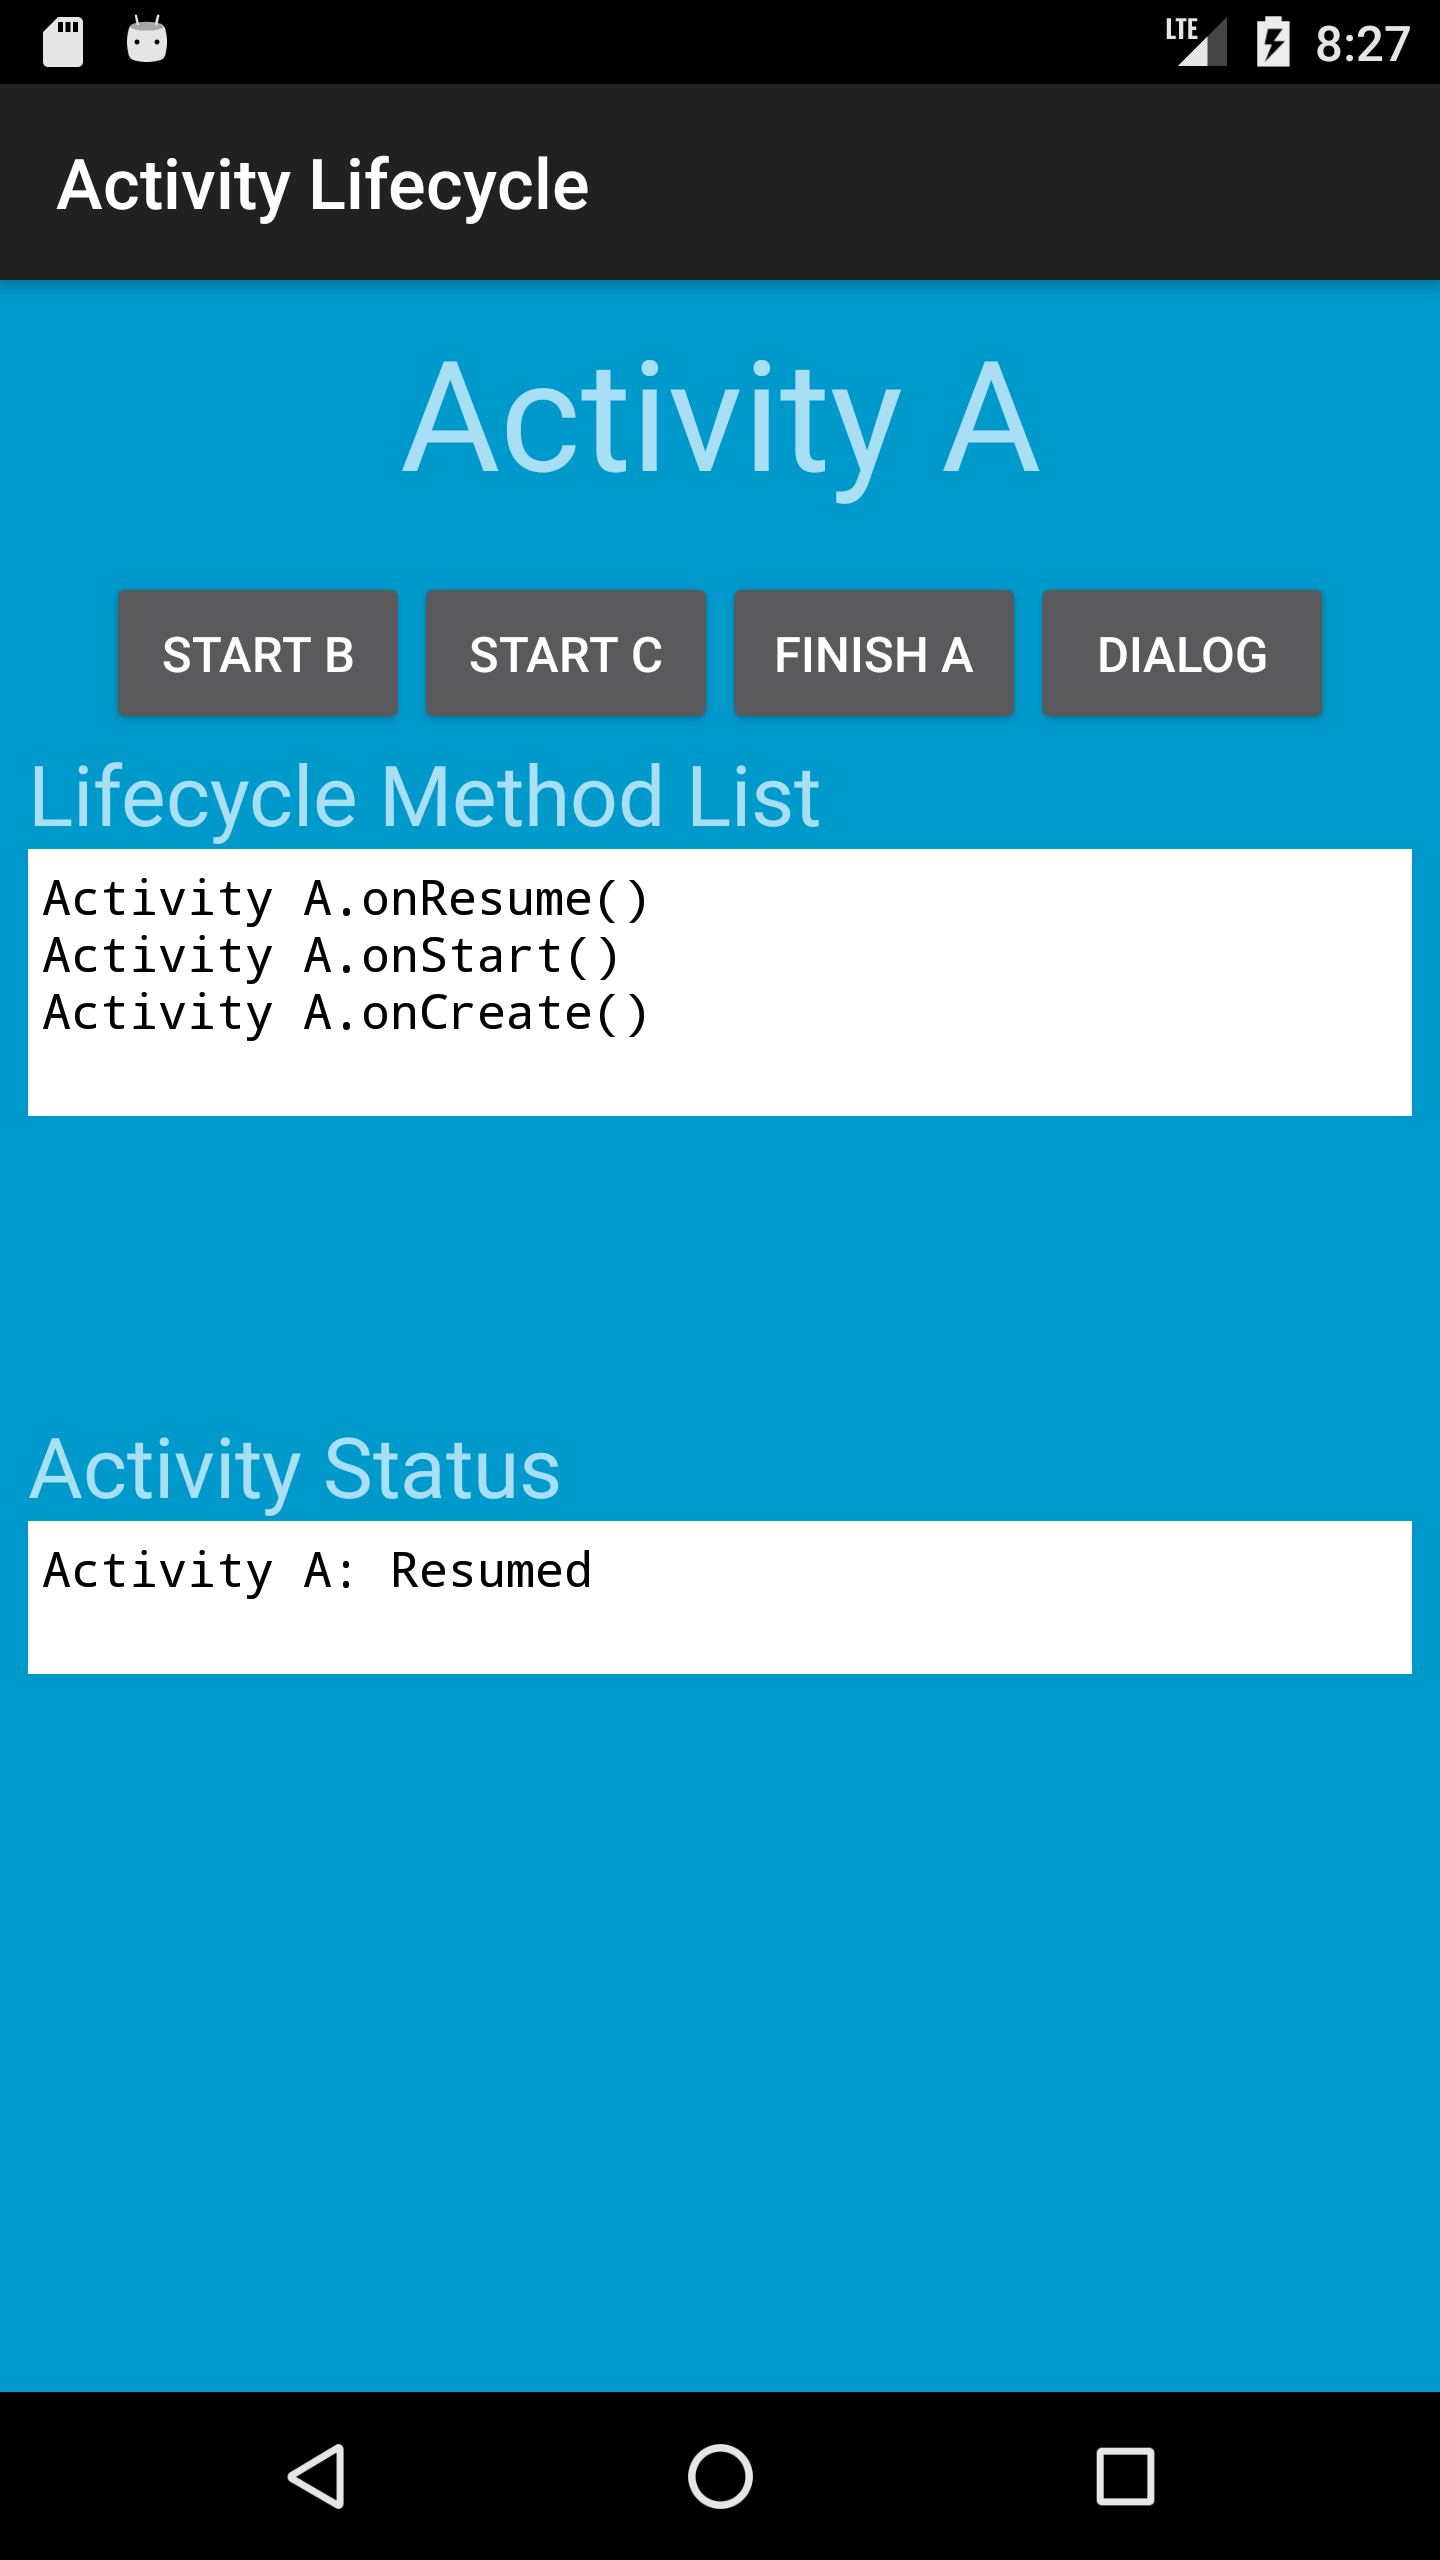 LTE 8:27
Activity Lifecycle
Activity A
START B START C FINISH A DIALOG
Lifecycle Method List
Activity A.onResume()
Activity A.onStart()
Activity A.onCreate()
Activity Status
Activity A: Resumed